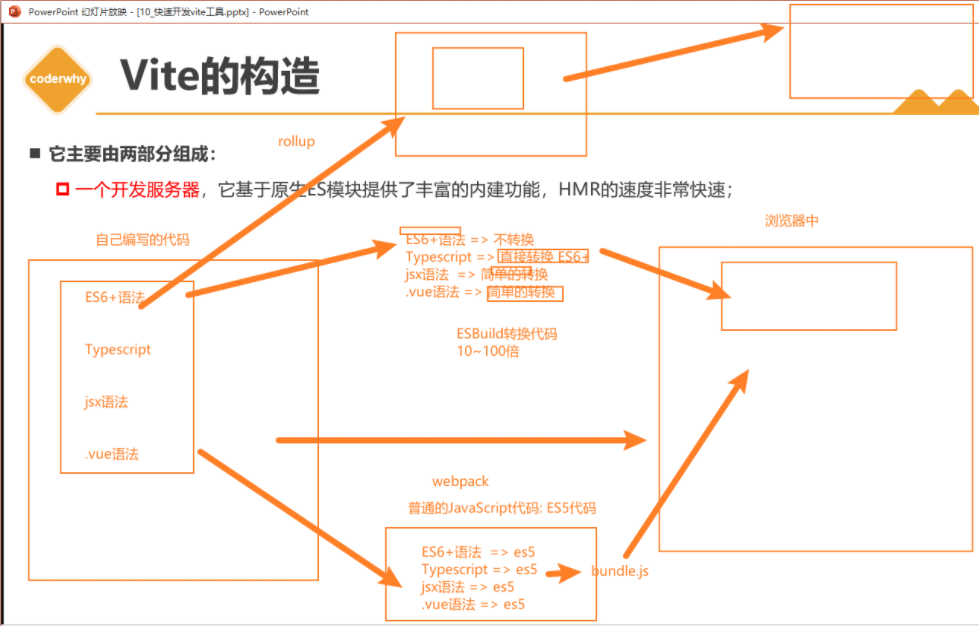 PowerPoint 幻灯片放映 - [10_快速开发vite工具.pptx] - PowerPoint
coderwhy
Vite的构造
rollup
■ 它主要由两部分组成：
一个开发服务器，它基于原生ES模块提供了丰富的内建功能，HMR的速度非常快速；
浏览器中
自己编写的代码
ES6+语法
Typescript
jsx语法
.vue语法
ES6+语法 => 不转换
Typescript => 直接转换 ES6+
jsx语法 => 简单的转换
.vue语法 => 简单的转换
ESBuild转换代码
10~100倍
webpack
普通的JavaScript代码: ES5代码
ES6+语法 => es5
Typescript => es5
jsx语法 => es5
.vue语法 => es5
bundle.js